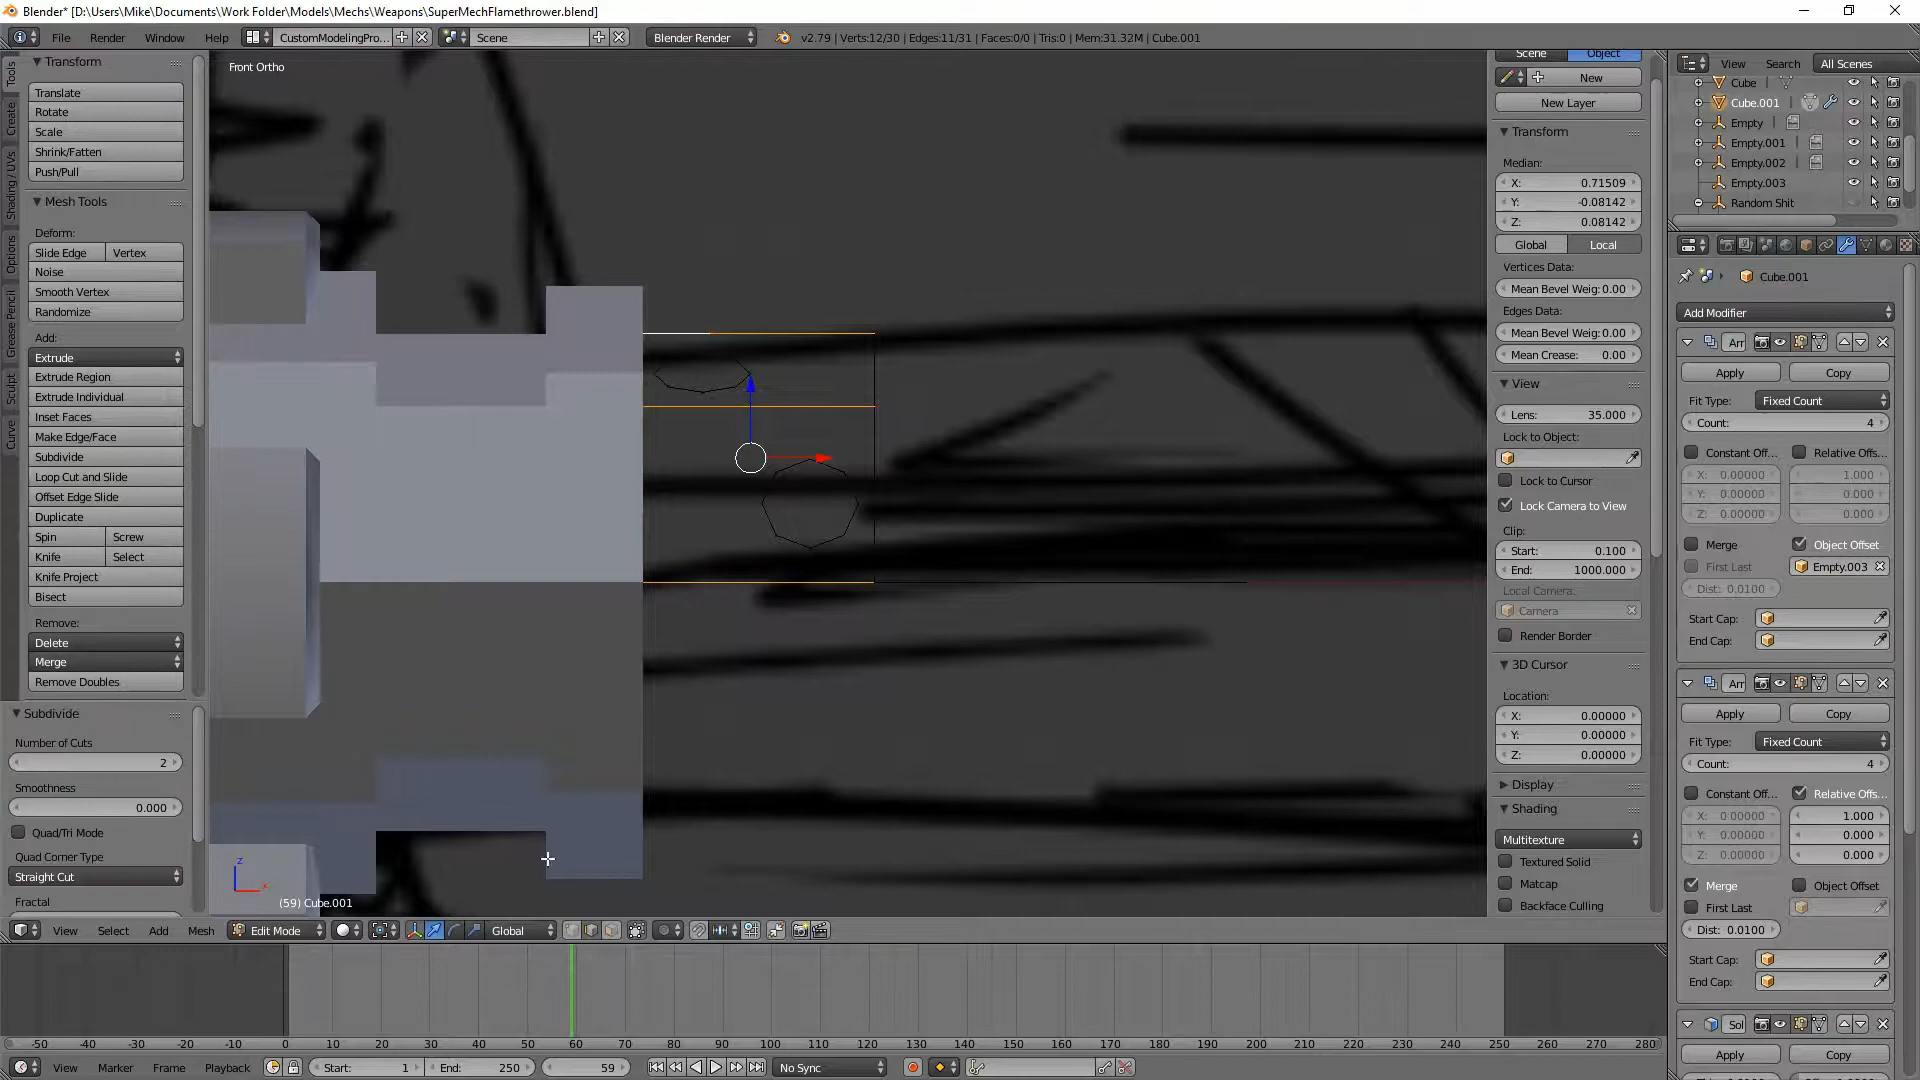 Blender* [D:\Users\Mike\Documents\Work Folder\Models\Mechs\Weapons\SuperMechFlamethrower.blend]
File Render Window Help CustomModelingPro... Scene Blender Render v2.79 | Verts:12/30 | Edges:11/31 | Faces:0/0 | Tris:0 | Mem:31.32M | Cube.001
Tools
Create
Shading / UVs
Options
Grease Pencil
Sculpt
Curve
Transform
Translate
Rotate
Scale
Shrink/Fatten
Push/Pull
Mesh Tools
Deform:
Slide Edge Vertex
Noise
Smooth Vertex
Randomize
Add:
Extrude
Extrude Region
Extrude Individual
Inset Faces
Make Edge/Face
Subdivide
Loop Cut and Slide
Offset Edge Slide
Duplicate
Spin Screw
Knife Select
Knife Project
Bisect
Remove:
Delete
Merge
Remove Doubles
Subdivide
Number of Cuts
2
Smoothness
0.000
Quad/Tri Mode
Quad Corner Type
Straight Cut
Fractal
Front Ortho
z
x
(59) Cube.001
Scene Object
New
New Layer
Transform
Median:
X: 0.71509
Y: -0.08142
Z: 0.08142
Global Local
Vertices Data:
Mean Bevel Weig: 0.00
Edges Data:
Mean Bevel Weig: 0.00
Mean Crease: 0.00
View
Lens: 35.000
Lock to Object:
Lock to Cursor
Lock Camera to View
Clip:
Start: 0.100
End: 1000.000
Local Camera:
Camera
Render Border
3D Cursor
Location:
X: 0.00000
Y: 0.00000
Z: 0.00000
Display
Shading
Multitexture
Textured Solid
Matcap
Backface Culling
View Search All Scenes
Cube
Cube.001
Empty
Empty.001
Empty.002
Empty.003
Random Shit
Cube.001
Add Modifier
Arr
Apply Copy
Fit Type: Fixed Count
Count: 4
Constant Off... Relative Offs...
X: 0.00000 1.000
Y: 0.00000 0.000
Z: 0.00000 0.000
Merge Object Offset
First Last Empty.003
Dist: 0.0100
Start Cap:
End Cap:
Arr
Apply Copy
Fit Type: Fixed Count
Count: 4
Constant Off... Relative Offs...
X: 0.00000 1.000
Y: 0.00000 0.000
Z: 0.00000 0.000
Merge Object Offset
First Last
Dist: 0.0100
Start Cap:
End Cap:
Sol
Apply Copy
View Select Add Mesh Edit Mode Global
-50 -40 -30 -20 -10 0 10 20 30 40 50 60 70 80 90 100 110 120 130 140 150 160 170 180 190 200 210 220 230 240 250 260 270 280
View Marker Frame Playback Start: 1 End: 250 59 No Sync